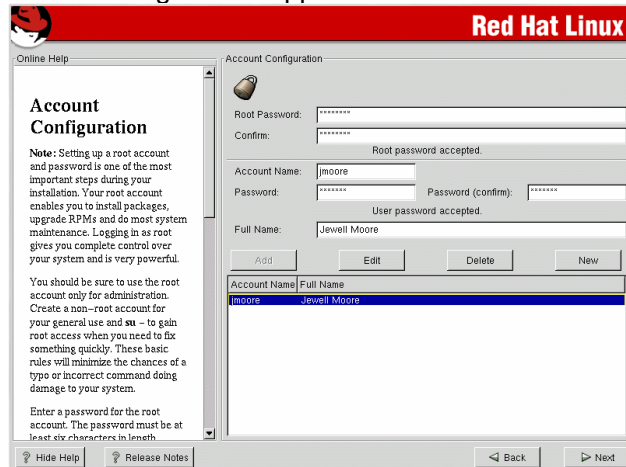 Red Hat Linux
Online Help
Account
Configuration
Note: Setting up a root account
and password is one of the most
important steps during your
installation. Your root account
enables you to install packages,
upgrade RPMs and do most system
maintenance. Logging in as root
gives you complete control over
your system and is very powerful.
You should be sure to use the root
account only for administration.
Create a non–root account for
your general use and su – to gain
root access when you need to fix
something quickly. These basic
rules will minimize the chances of a
typo or incorrect command doing
damage to your system.
Enter a password for the root
account. The password must be at
least six characters in length
Account Configuration
Root Password: ********
Confirm: ********
Root password accepted.
Account Name: jmoore
Password: ******* Password (confirm): *******
User password accepted.
Full Name: Jewell Moore
Add Edit Delete New
Account Name Full Name
jmoore Jewell Moore
Hide Help Release Notes Back Next